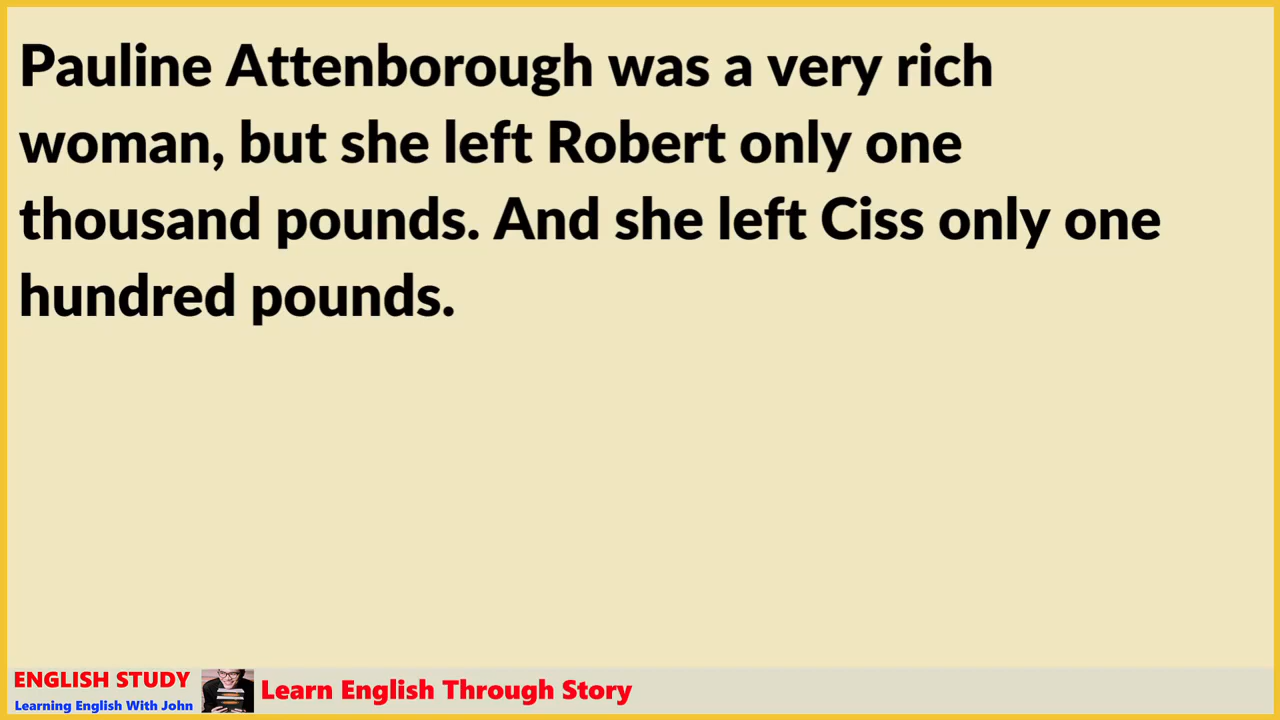 Pauline Attenborough was a very rich
woman, but she left Robert only one
thousand pounds. And she left Ciss only one
hundred pounds.
ENGLISH STUDY
Learning English With John
Learn English Through Story